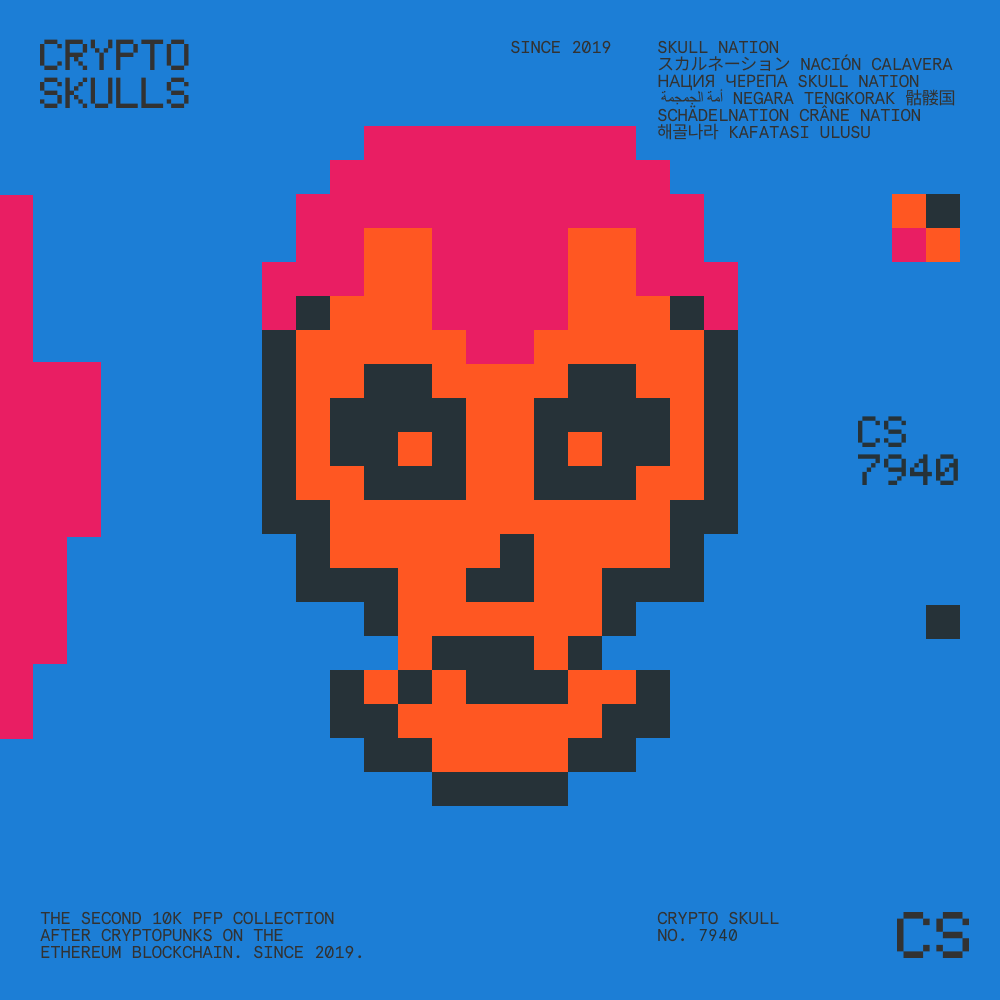 CRYPTO
SKULLS
SINCE 2019
SKULL NATION
スカルネーション NACIÓN CALAVERA
НАЦИЯ ЧЕРЕПА SKULL NATION
أمة الجمجمة NEGARA TENGKORAK 骷髅国
SCHÄDELNATION CRÂNE NATION
해골나라 KAFATASI ULUSU
CS
7940
THE SECOND 10K PFP COLLECTION
AFTER CRYPTOPUNKS ON THE
ETHEREUM BLOCKCHAIN. SINCE 2019.
CRYPTO SKULL
NO. 7940
CS